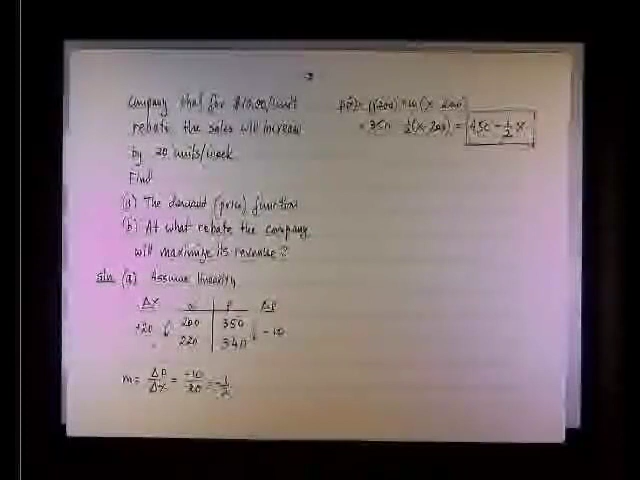 company that for $10.00/unit
rebate the sales will increase
by 20 units/week.
Find
(a) The demand (price) function
(b) At what rebate the company
will maximize its revenue?
Soln (a) Assume linearity
Δx x p Δp
+20 200 350 -10
220 340
m = Δp/Δx = -10/20 = -1/2
p(x) = p(200) + m(x - 200)
= 350 - 1/2(x-200) = 450 - 1/2 x